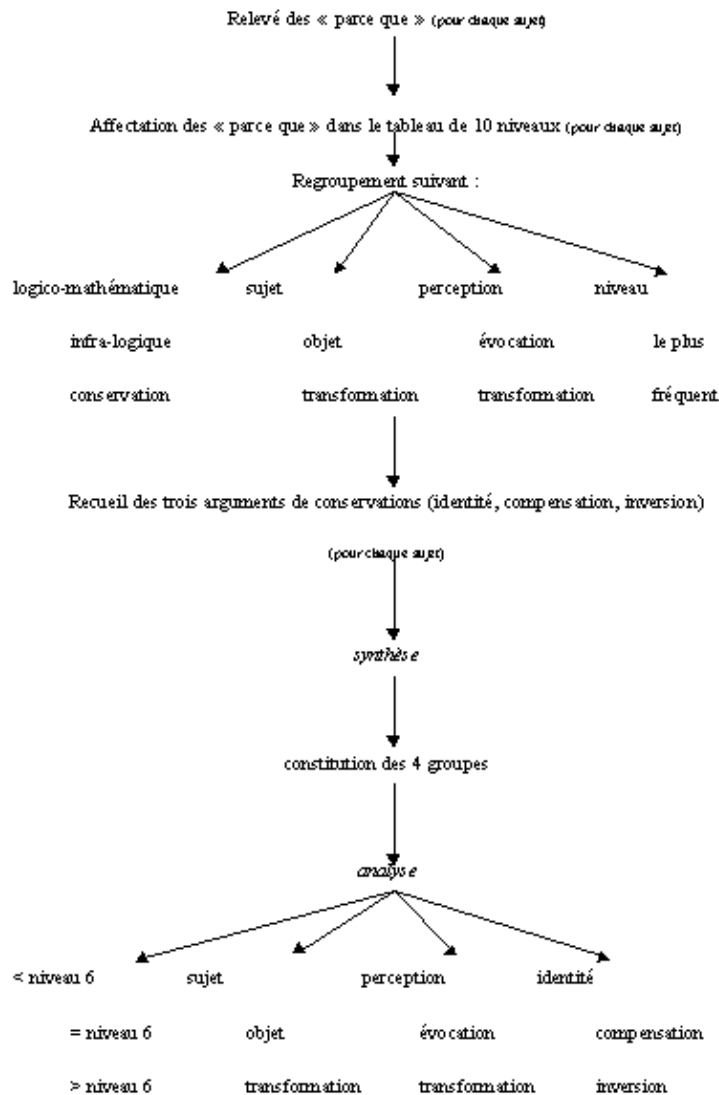 Relevé des « parce que » (pour chaque sujet)
Affectation des « parce que » dans le tableau de 10 niveaux (pour chaque sujet)
Regroupement suivant :
logico-mathématique sujet perception niveau
infra-logique objet évocation le plus
conservation transformation transformation fréquent
Recueil des trois arguments de conservations (identité, compensation, inversion)
(pour chaque sujet)
synthèse
constitution des 4 groupes
analyse
< niveau 6 sujet perception identité
= niveau 6 objet évocation compensation
> niveau 6 transformation transformation inversion